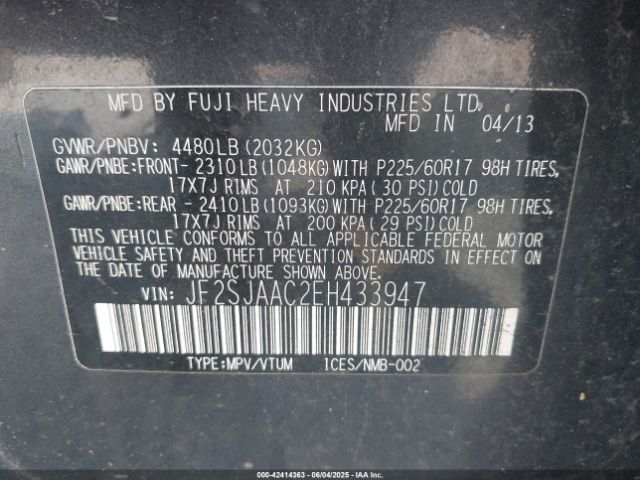 MFD BY FUJI HEAVY INDUSTRIES LTD.
MFD IN 04/13
GVWR/PNBV: 4480LB(2032KG)
GAWR/PNBE:FRONT- 2310LB(1048KG)WITH P225/60R17 98H TIRES,
17X7J RIMS AT 210 KPA(30 PSI)COLD
GAWR/PNBE:REAR - 2410LB(1093KG)WITH P225/60R17 98H TIRES,
17X7J RIMS AT 200 KPA(29 PSI)COLD
THIS VEHICLE CONFORMS TO ALL APPLICABLE FEDERAL MOTOR
VEHICLE SAFETY AND THEFT PREVENTION STANDARDS IN EFFECT
ON THE DATE OF MANUFACTURE SHOWN ABOVE.
VIN: JF2SJAAC2EH433947
TYPE:MPV/VTUM ICES/NMB-002
000-42414363 - 06/04/2025 - IAAI.COM